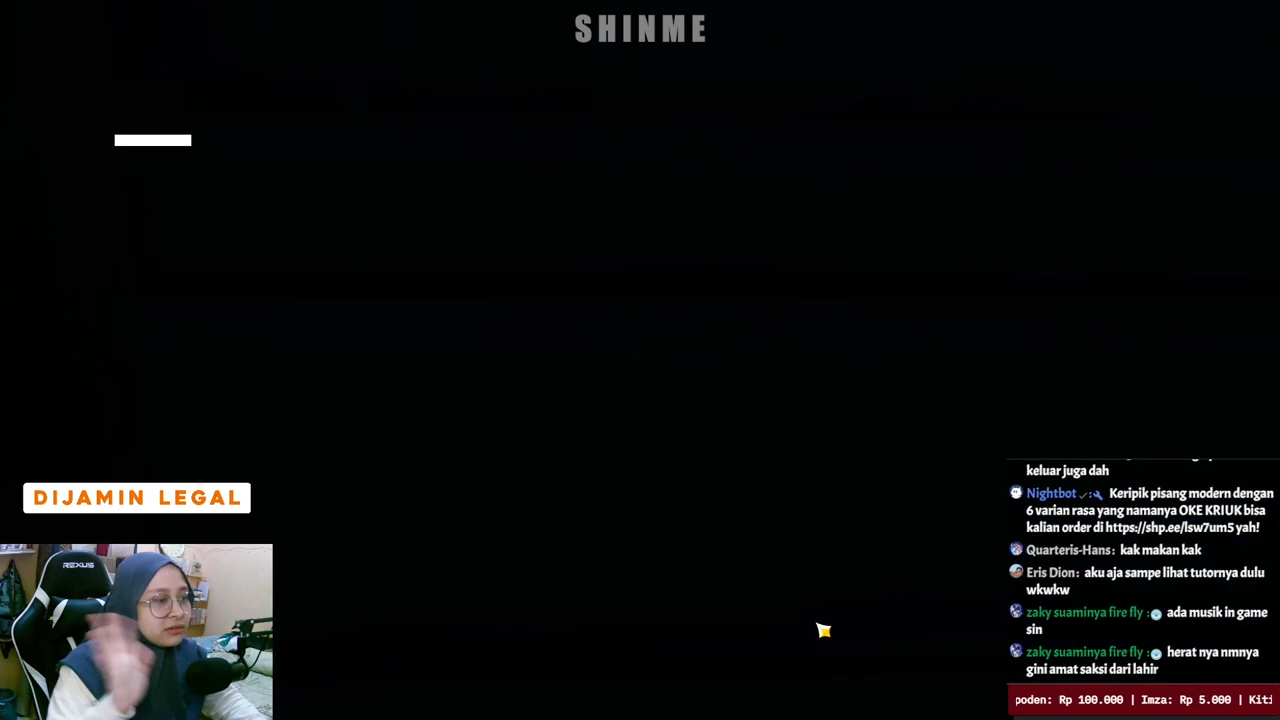 SHINME
DIJAMIN LEGAL
REXUS
keluar juga dah
Nightbot : Keripik pisang modern dengan
6 varian rasa yang namanya OKE KRIUK bisa
kalian order di https://shp.ee/lsw7um5 yah!
Quarteris-Hans: kak makan kak
Eris Dion: aku aja sampe lihat tutornya dulu
wkwkw
zaky suaminya fire fly : ada musik in game
sin
zaky suaminya fire fly : herat nya nmnya
gini amat saksi dari lahir
poden: Rp 100.000 | Imza: Rp 5.000 | Kiti